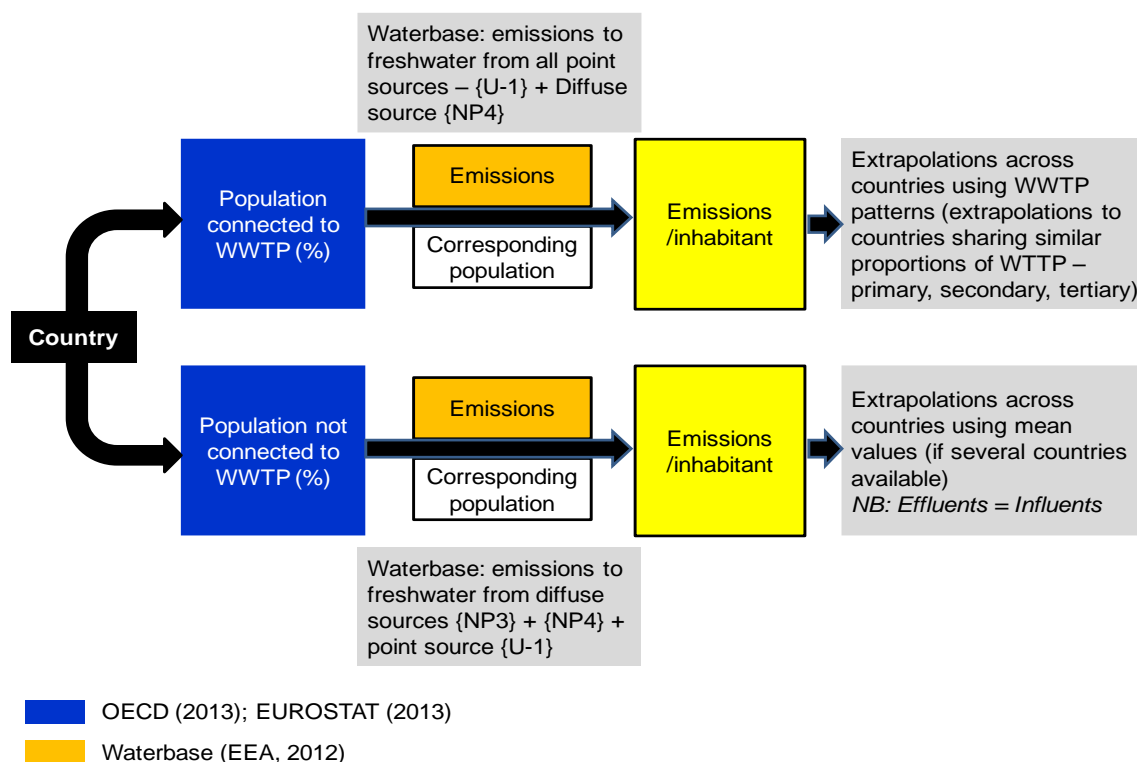 Waterbase: emissions to
freshwater from all point
sources – {U-1} + Diffuse
source {NP4}
Population
connected to
WWTP (%)
Emissions
Corresponding
population
Emissions
/inhabitant
Extrapolations across
countries using WWTP
patterns (extrapolations to
countries sharing similar
proportions of WTTP –
primary, secondary, tertiary)
Country
Population not
connected to
WWTP (%)
Emissions
Corresponding
population
Emissions
/inhabitant
Extrapolations across
countries using mean
values (if several countries
available)
NB: Effluents = Influents
Waterbase: emissions to
freshwater from diffuse
sources {NP3} + {NP4} +
point source {U-1}
OECD (2013); EUROSTAT (2013)
Waterbase (EEA, 2012)